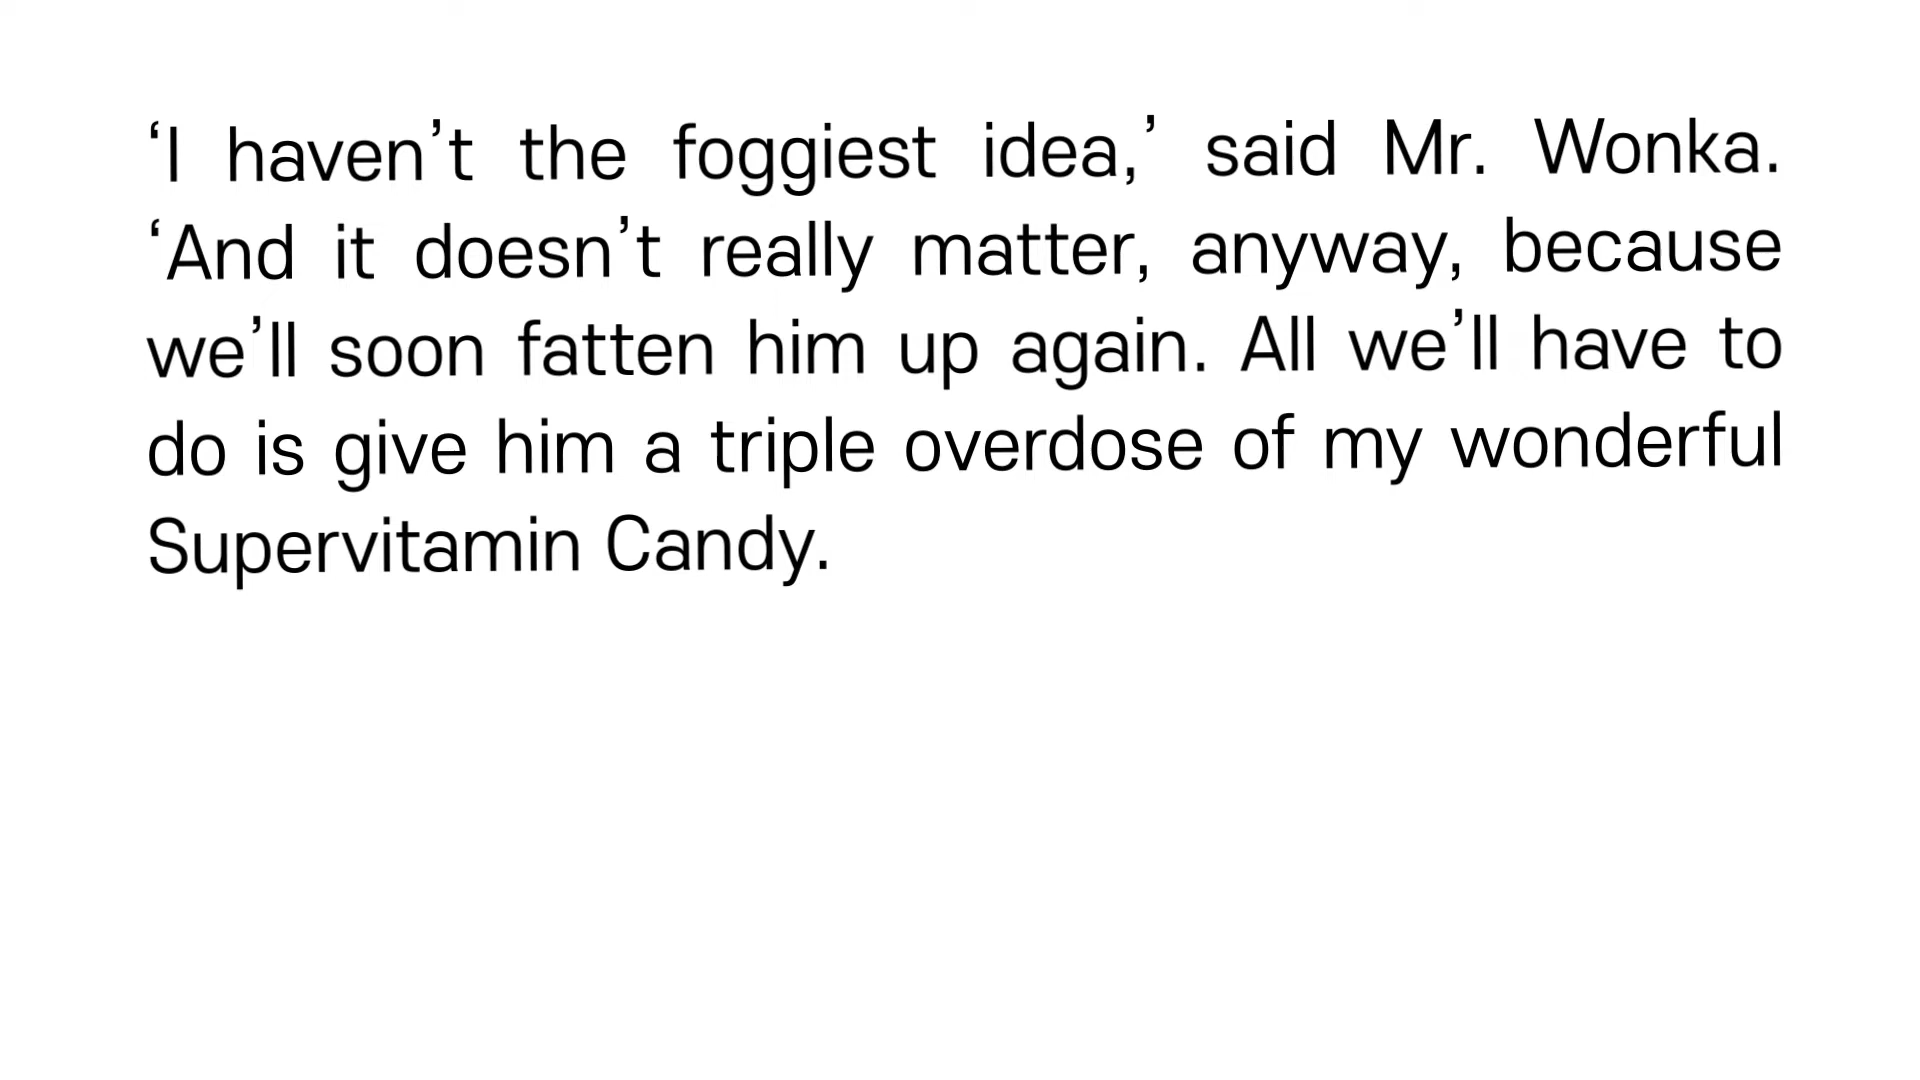 ‘I haven’t the foggiest idea,’ said Mr. Wonka.
‘And it doesn’t really matter, anyway, because
we’ll soon fatten him up again. All we’ll have to
do is give him a triple overdose of my wonderful
Supervitamin Candy.